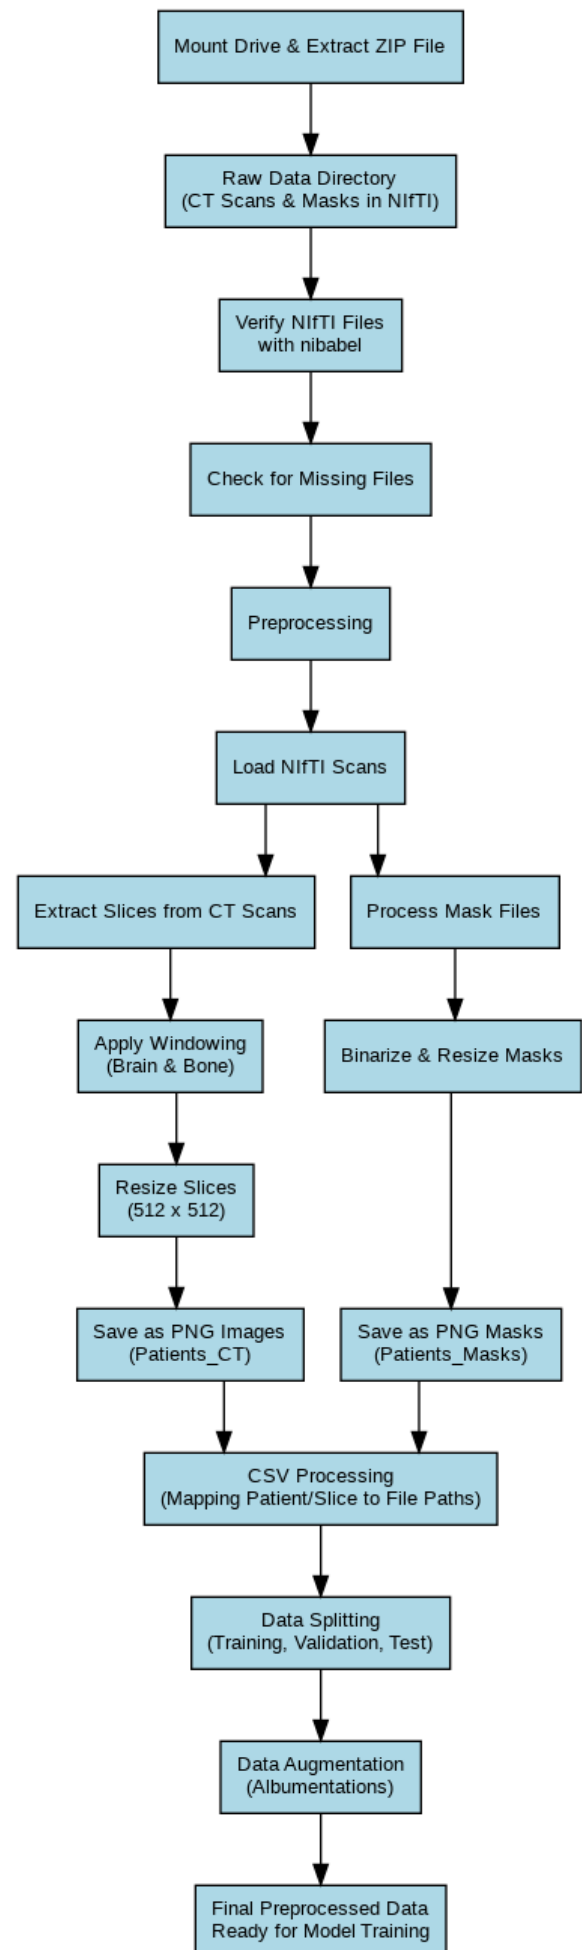 Mount Drive & Extract ZIP File
Raw Data Directory
(CT Scans & Masks in NIfTI)
Verify NIfTI Files
with nibabel
Check for Missing Files
Preprocessing
Load NIfTI Scans
Extract Slices from CT Scans
Process Mask Files
Apply Windowing
(Brain & Bone)
Binarize & Resize Masks
Resize Slices
(512 x 512)
Save as PNG Images
(Patients_CT)
Save as PNG Masks
(Patients_Masks)
CSV Processing
(Mapping Patient/Slice to File Paths)
Data Splitting
(Training, Validation, Test)
Data Augmentation
(Albumentations)
Final Preprocessed Data
Ready for Model Training